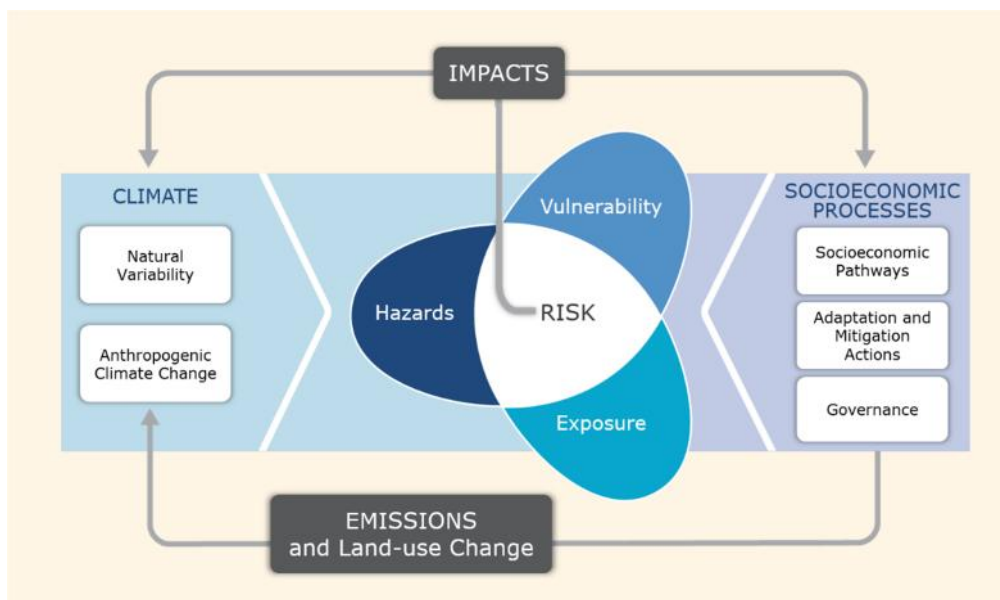 IMPACTS
CLIMATE
Natural
Variability
Anthropogenic
Climate Change
Vulnerability
Hazards
RISK
Exposure
SOCIOECONOMIC
PROCESSES
Socioeconomic
Pathways
Adaptation and
Mitigation
Actions
Governance
EMISSIONS
and Land-use Change